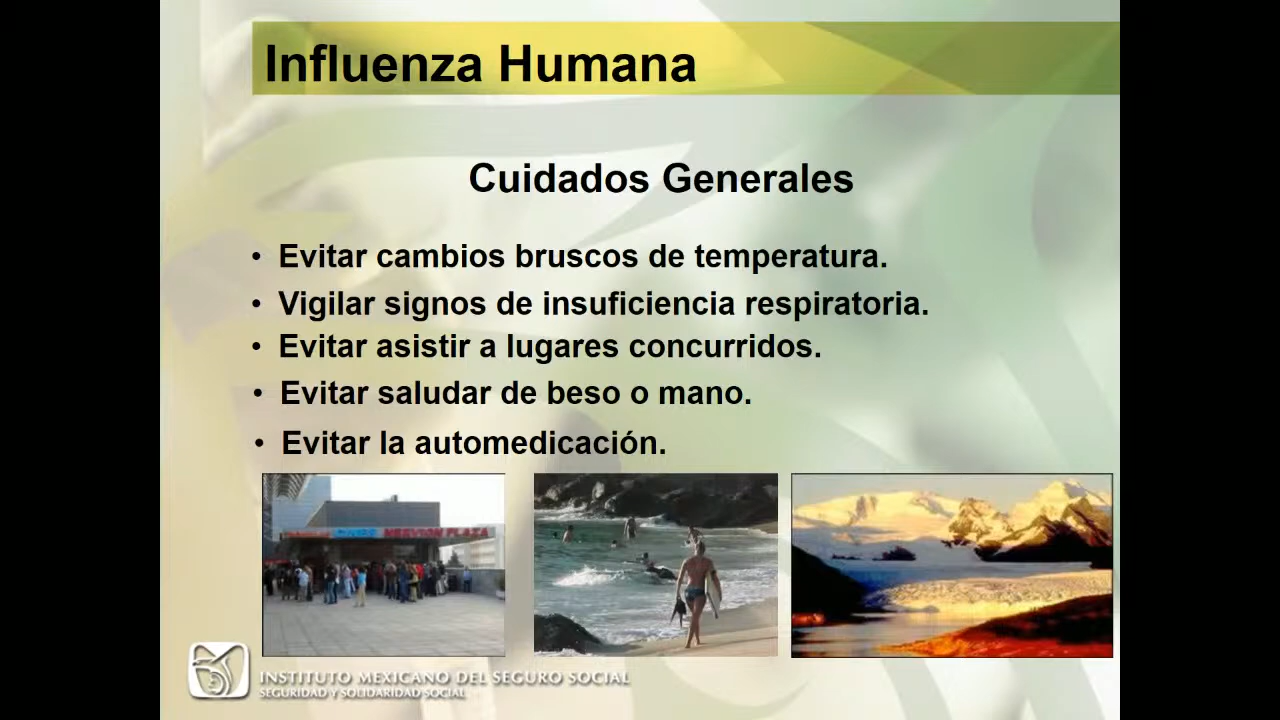 Influenza Humana
Cuidados Generales
• Evitar cambios bruscos de temperatura.
• Vigilar signos de insuficiencia respiratoria.
• Evitar asistir a lugares concurridos.
• Evitar saludar de beso o mano.
• Evitar la automedicación.
PLAZA
INSTITUTO MEXICANO DEL SEGURO SOCIAL
SEGURIDAD Y SOLIDARIDAD SOCIAL